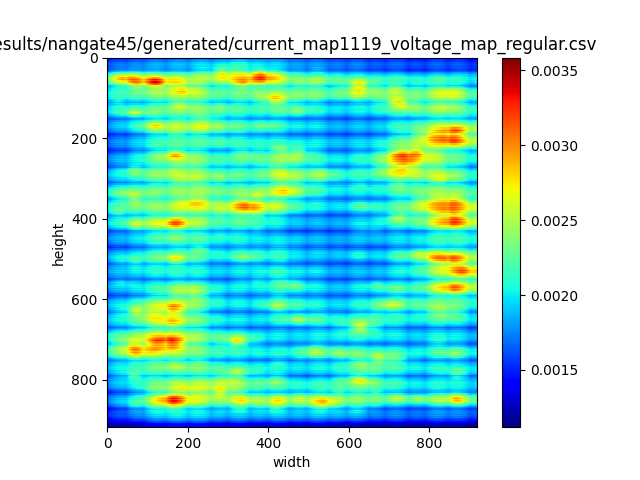 esults/nangate45/generated/current_map1119_voltage_map_regular.csv
0
200
400
600
800
height
0 200 400 600 800
width
0.0035
0.0030
0.0025
0.0020
0.0015